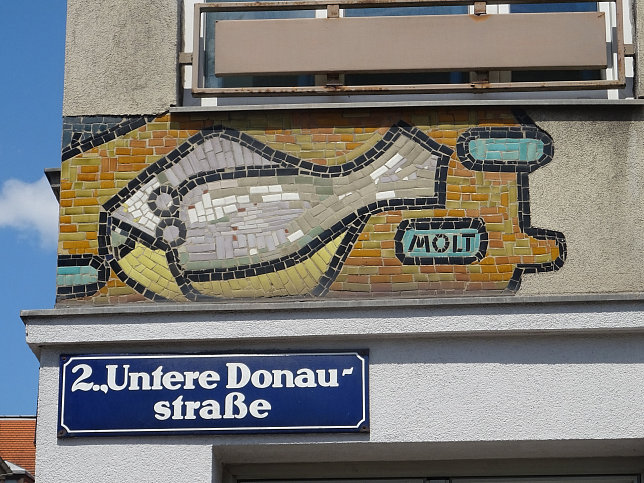 MOLT
2., Untere Donau-
straße